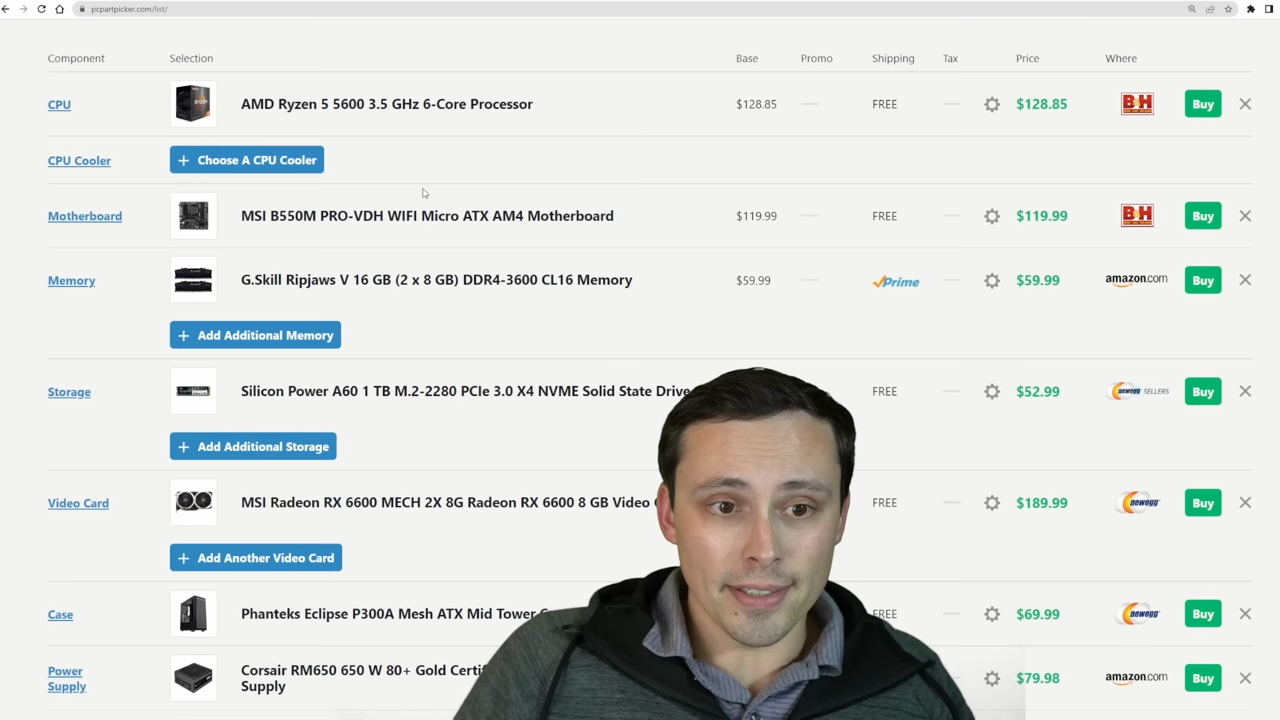 pcpartpicker.com/list/
Component Selection Base Promo Shipping Tax Price Where
CPU AMD Ryzen 5 5600 3.5 GHz 6-Core Processor $128.85 FREE $128.85 B&H Buy
CPU Cooler + Choose A CPU Cooler
Motherboard MSI B550M PRO-VDH WIFI Micro ATX AM4 Motherboard $119.99 FREE $119.99 B&H Buy
Memory G.Skill Ripjaws V 16 GB (2 x 8 GB) DDR4-3600 CL16 Memory $59.99 Prime $59.99 amazon.com Buy
+ Add Additional Memory
Storage Silicon Power A60 1 TB M.2-2280 PCIe 3.0 X4 NVME Solid State Drive FREE $52.99 newegg SELLERS Buy
+ Add Additional Storage
Video Card MSI Radeon RX 6600 MECH 2X 8G Radeon RX 6600 8 GB Video FREE $189.99 newegg Buy
+ Add Another Video Card
Case Phanteks Eclipse P300A Mesh ATX Mid Tower FREE $69.99 newegg Buy
Power Corsair RM650 650 W 80+ Gold $79.98 amazon.com Buy
Supply Supply